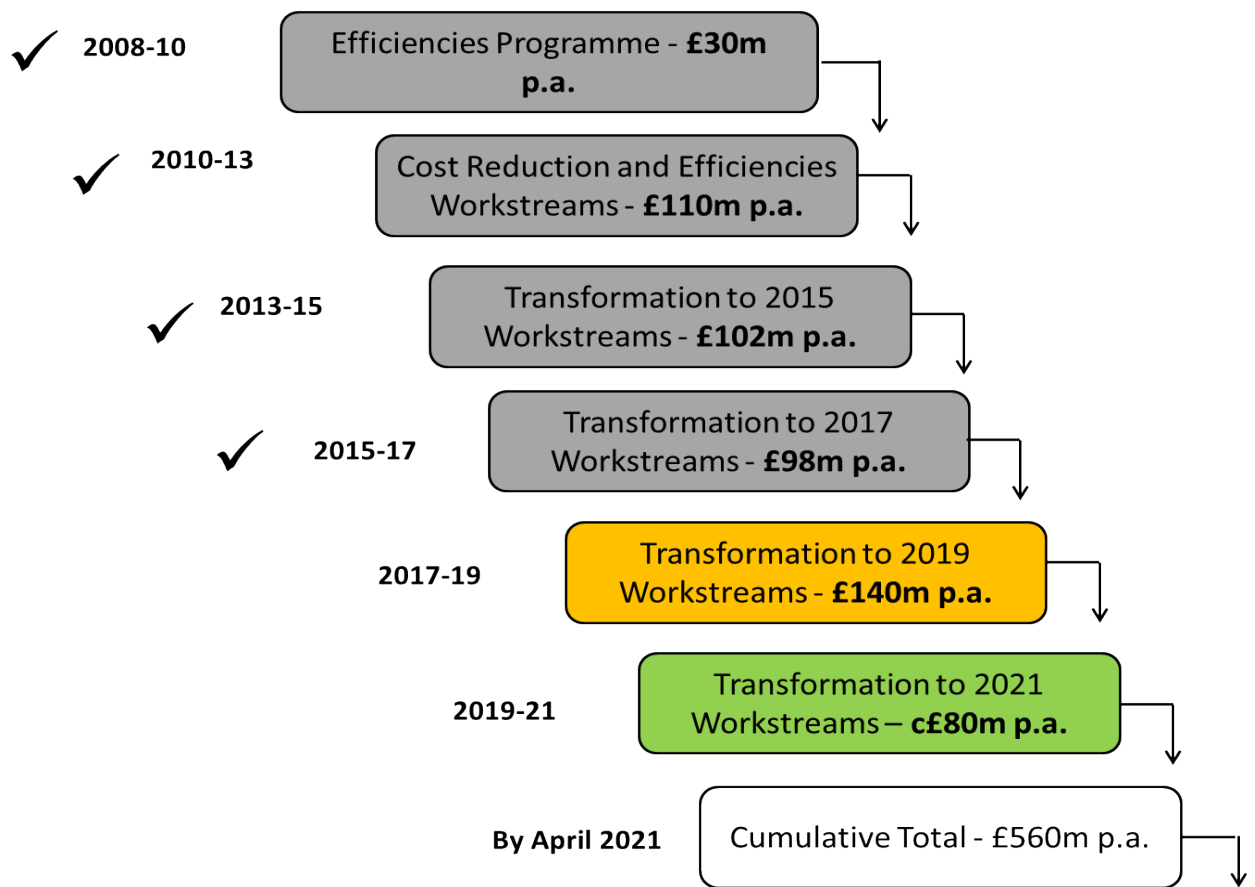 2008-10
Efficiencies Programme - £30m
p.a.
2010-13
Cost Reduction and Efficiencies
Workstreams - £110m p.a.
2013-15
Transformation to 2015
Workstreams - £102m p.a.
2015-17
Transformation to 2017
Workstreams - £98m p.a.
2017-19
Transformation to 2019
Workstreams - £140m p.a.
2019-21
Transformation to 2021
Workstreams – c£80m p.a.
By April 2021
Cumulative Total - £560m p.a.